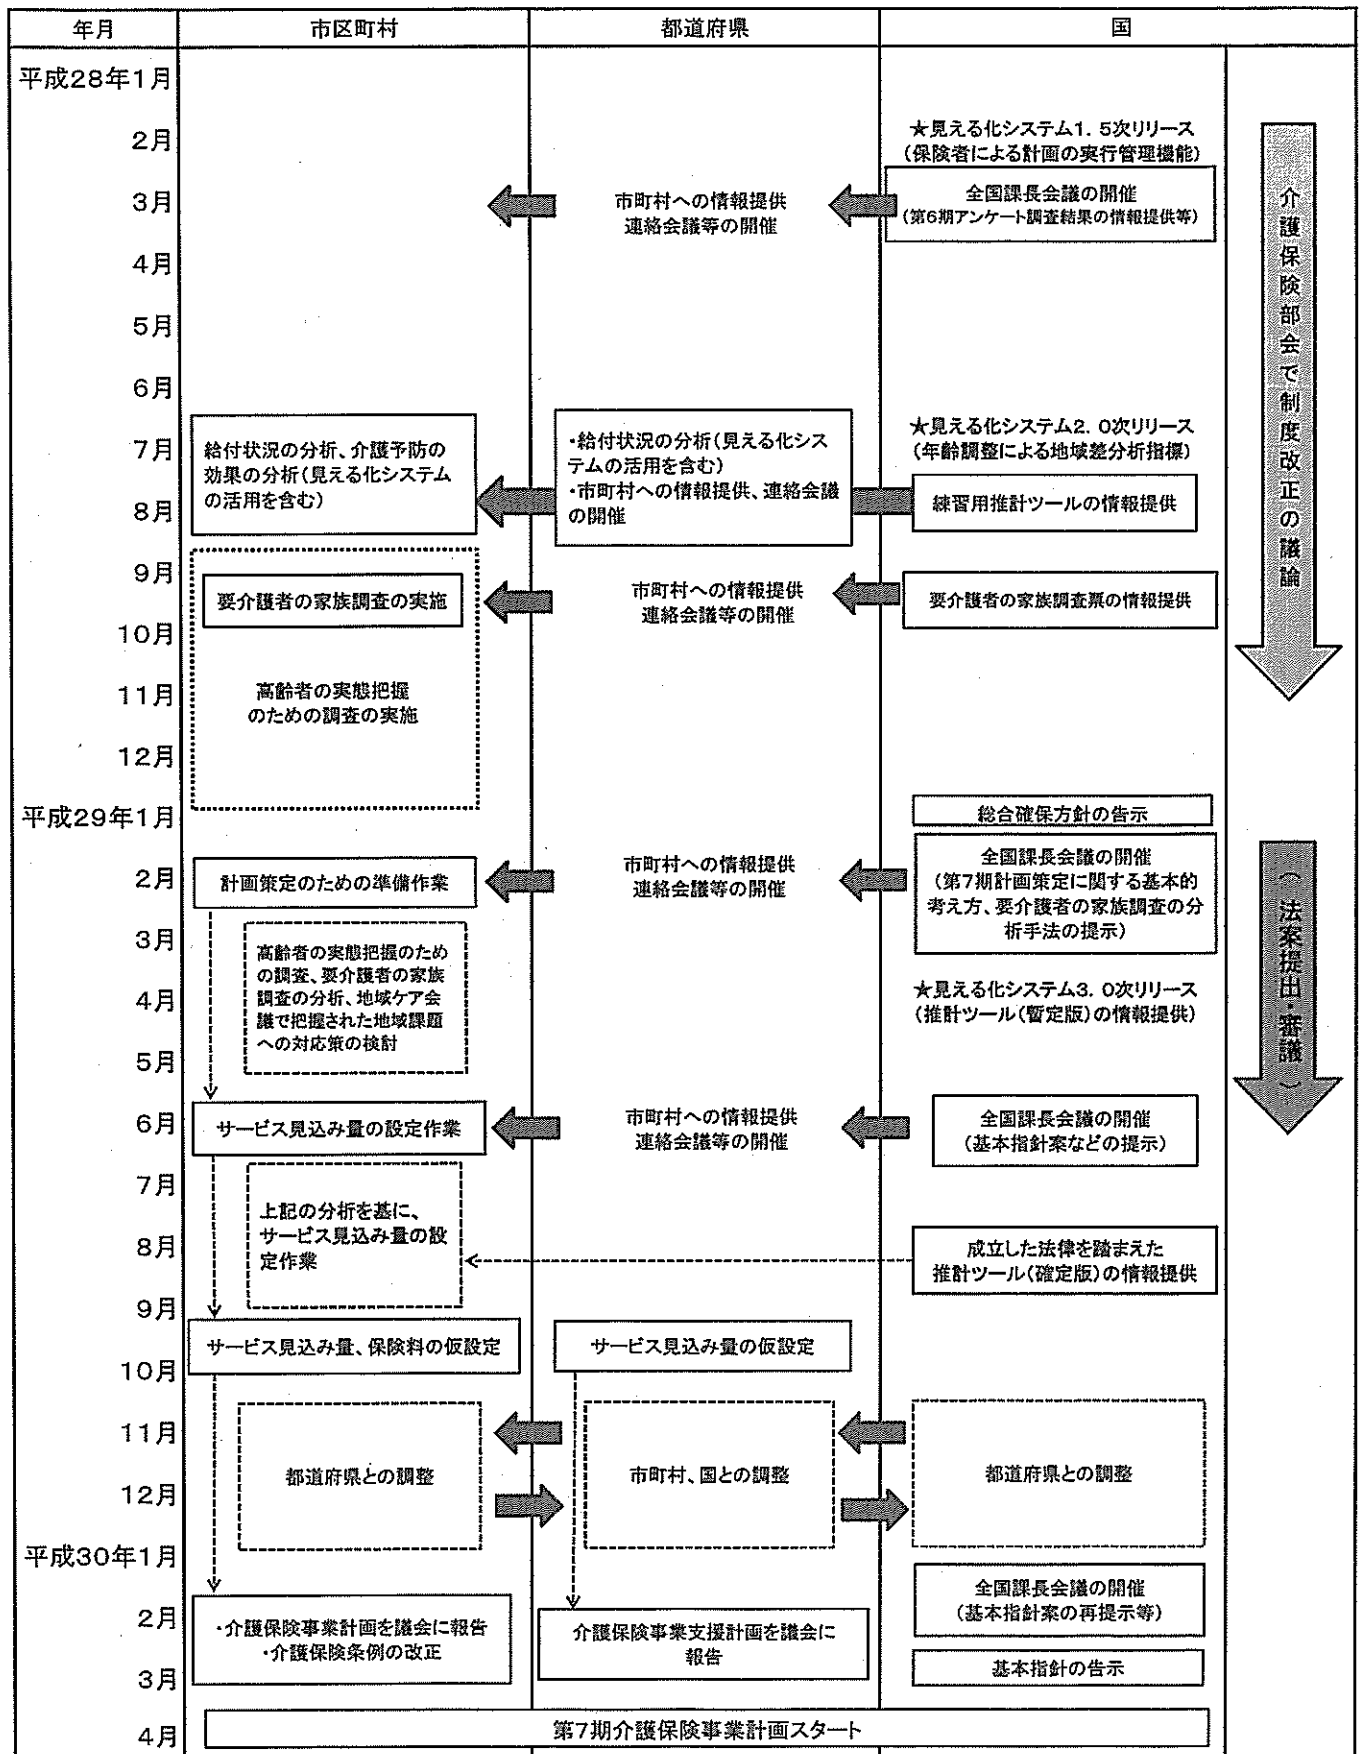 年月
市区町村
都道府県
国
平成28年1月
2月
★見える化システム1.5次リリース
(保険者による計画の実行管理機能)
3月
市町村への情報提供
連絡会議等の開催
全国課長会議の開催
(第6期アンケート調査結果の情報提供等)
4月
5月
6月
7月
給付状況の分析、介護予防の
効果の分析(見える化システム
の活用を含む)
・給付状況の分析(見える化シス
テムの活用を含む)
・市町村への情報提供、連絡会議
の開催
★見える化システム2.0次リリース
(年齢調整による地域差分析指標)
8月
練習用推計ツールの情報提供
介護保険部会で制度改正の議論
9月
要介護者の家族調査の実施
市町村への情報提供
連絡会議等の開催
要介護者の家族調査票の情報提供
10月
11月
高齢者の実態把握
のための調査の実施
12月
平成29年1月
総合確保方針の告示
2月
計画策定のための準備作業
市町村への情報提供
連絡会議等の開催
全国課長会議の開催
(第7期計画策定に関する基本的
考え方、要介護者の家族調査の分
析手法の提示)
3月
高齢者の実態把握のため
の調査、要介護者の家族
調査の分析、地域ケア会
議で把握された地域課題
への対応策の検討
4月
★見える化システム3.0次リリース
(推計ツール(暫定版)の情報提供)
(法案提出・審議)
5月
6月
サービス見込み量の設定作業
市町村への情報提供
連絡会議等の開催
全国課長会議の開催
(基本指針案などの提示)
7月
上記の分析を基に、
サービス見込み量の設
定作業
8月
成立した法律を踏まえた
推計ツール(確定版)の情報提供
9月
サービス見込み量、保険料の仮設定
サービス見込み量の仮設定
10月
11月
都道府県との調整
市町村、国との調整
都道府県との調整
12月
平成30年1月
全国課長会議の開催
(基本指針案の再提示等)
2月
・介護保険事業計画を議会に報告
・介護保険条例の改正
介護保険事業支援計画を議会に
報告
3月
基本指針の告示
4月
第7期介護保険事業計画スタート